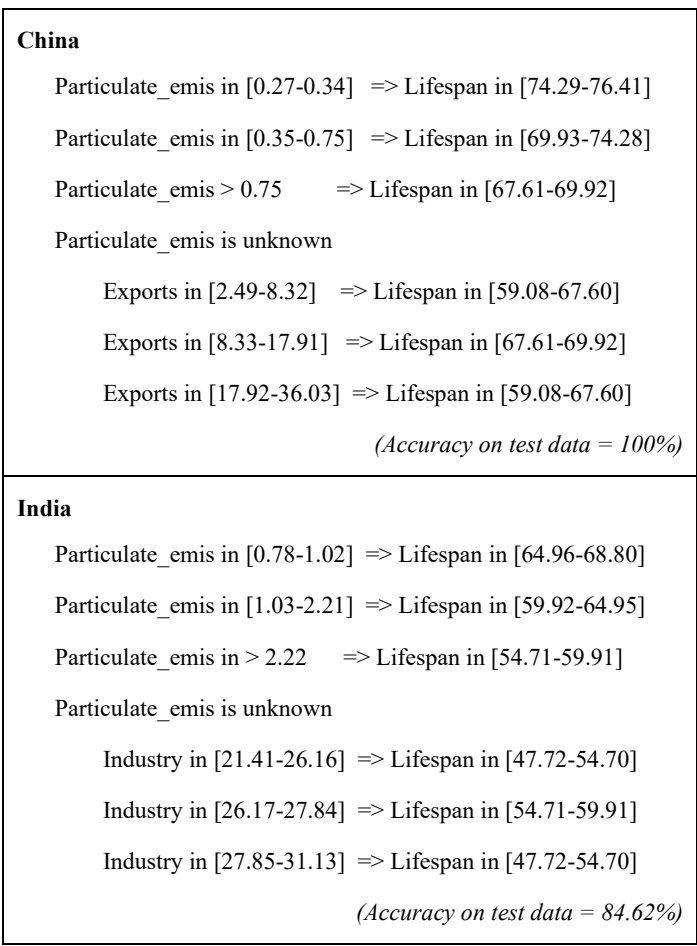 China
Particulate_emis in [0.27-0.34] => Lifespan in [74.29-76.41]
Particulate_emis in [0.35-0.75] => Lifespan in [69.93-74.28]
Particulate_emis > 0.75 => Lifespan in [67.61-69.92]
Particulate_emis is unknown
Exports in [2.49-8.32] => Lifespan in [59.08-67.60]
Exports in [8.33-17.91] => Lifespan in [67.61-69.92]
Exports in [17.92-36.03] => Lifespan in [59.08-67.60]
(Accuracy on test data = 100%)
India
Particulate_emis in [0.78-1.02] => Lifespan in [64.96-68.80]
Particulate_emis in [1.03-2.21] => Lifespan in [59.92-64.95]
Particulate_emis in > 2.22 => Lifespan in [54.71-59.91]
Particulate_emis is unknown
Industry in [21.41-26.16] => Lifespan in [47.72-54.70]
Industry in [26.17-27.84] => Lifespan in [54.71-59.91]
Industry in [27.85-31.13] => Lifespan in [47.72-54.70]
(Accuracy on test data = 84.62%)